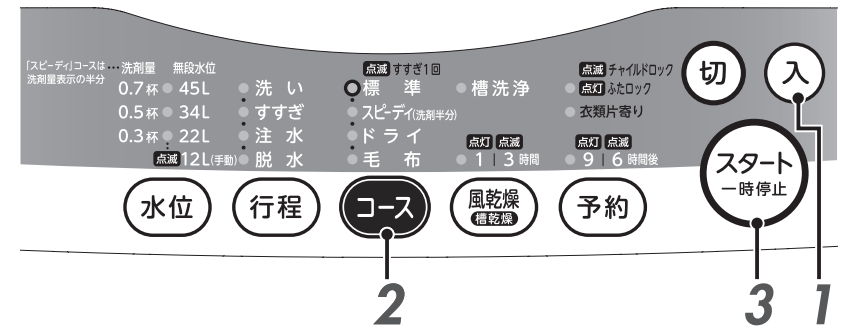 「スピーディ」コースは… 洗剤量 無段水位
洗剤量表示の半分
0.7杯 45L
0.5杯 34L
0.3杯 22L
点滅 12L(手動)
洗い
すすぎ
注水
脱水
点滅 すすぎ1回
標準
スピーディ(洗剤半分)
ドライ
毛布
槽洗浄
点灯 点滅
1 | 3 時間
点滅 チャイルドロック
点灯 ふたロック
衣類片寄り
点灯 点滅
9 | 6 時間後
切
入
水位
行程
コース
風乾燥
槽乾燥
予約
スタート
一時停止
2
3
1